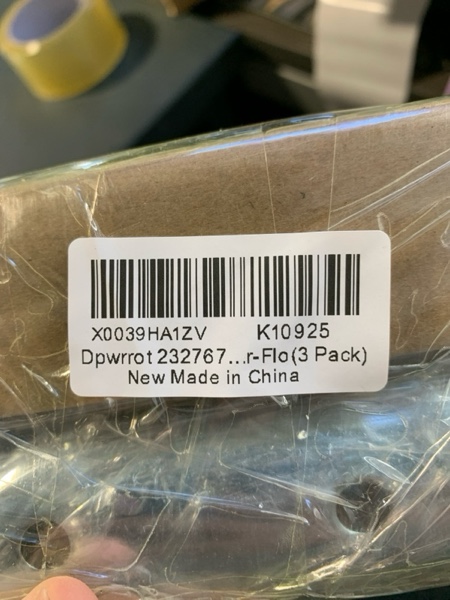 X0039HA1ZV K10925
Dpwrrot 232767...r-Flo(3 Pack)
New Made in China